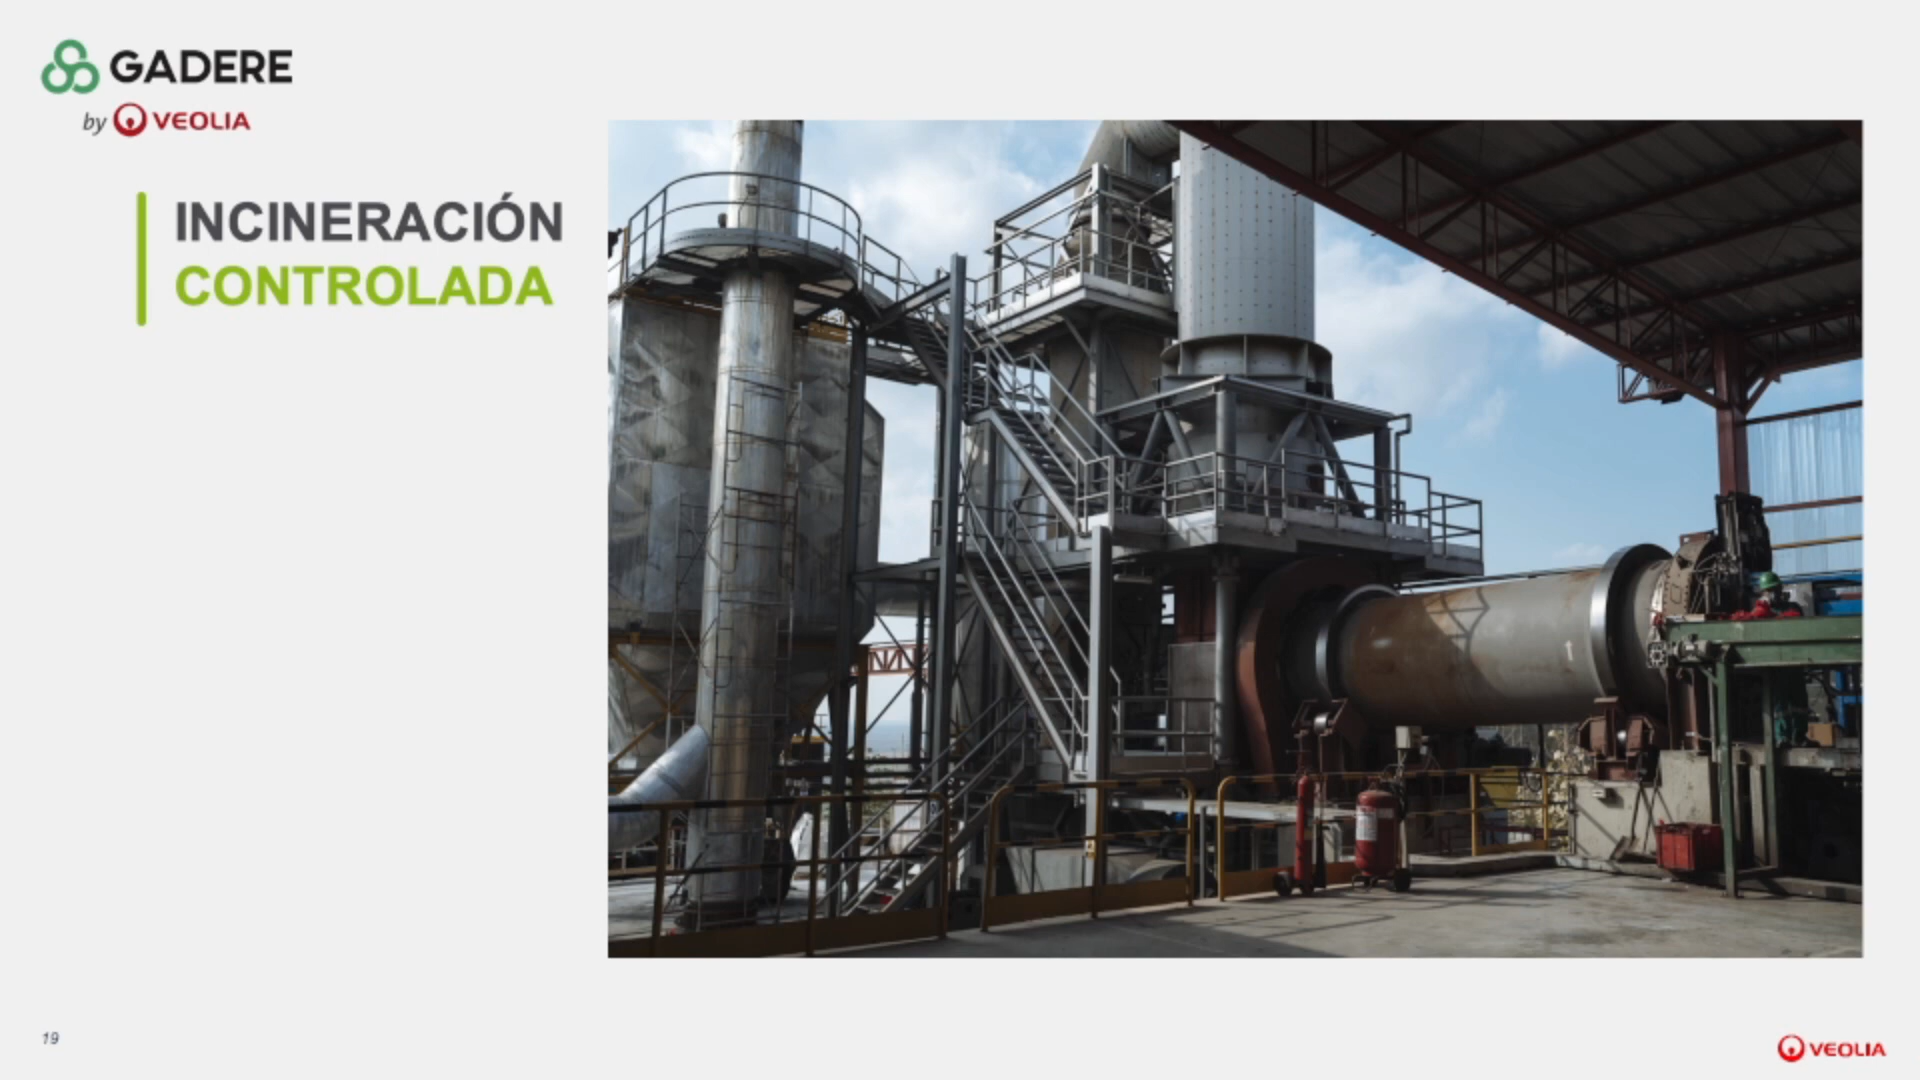 GADERE
by VEOLIA
INCINERACIÓN
CONTROLADA
19
VEOLIA